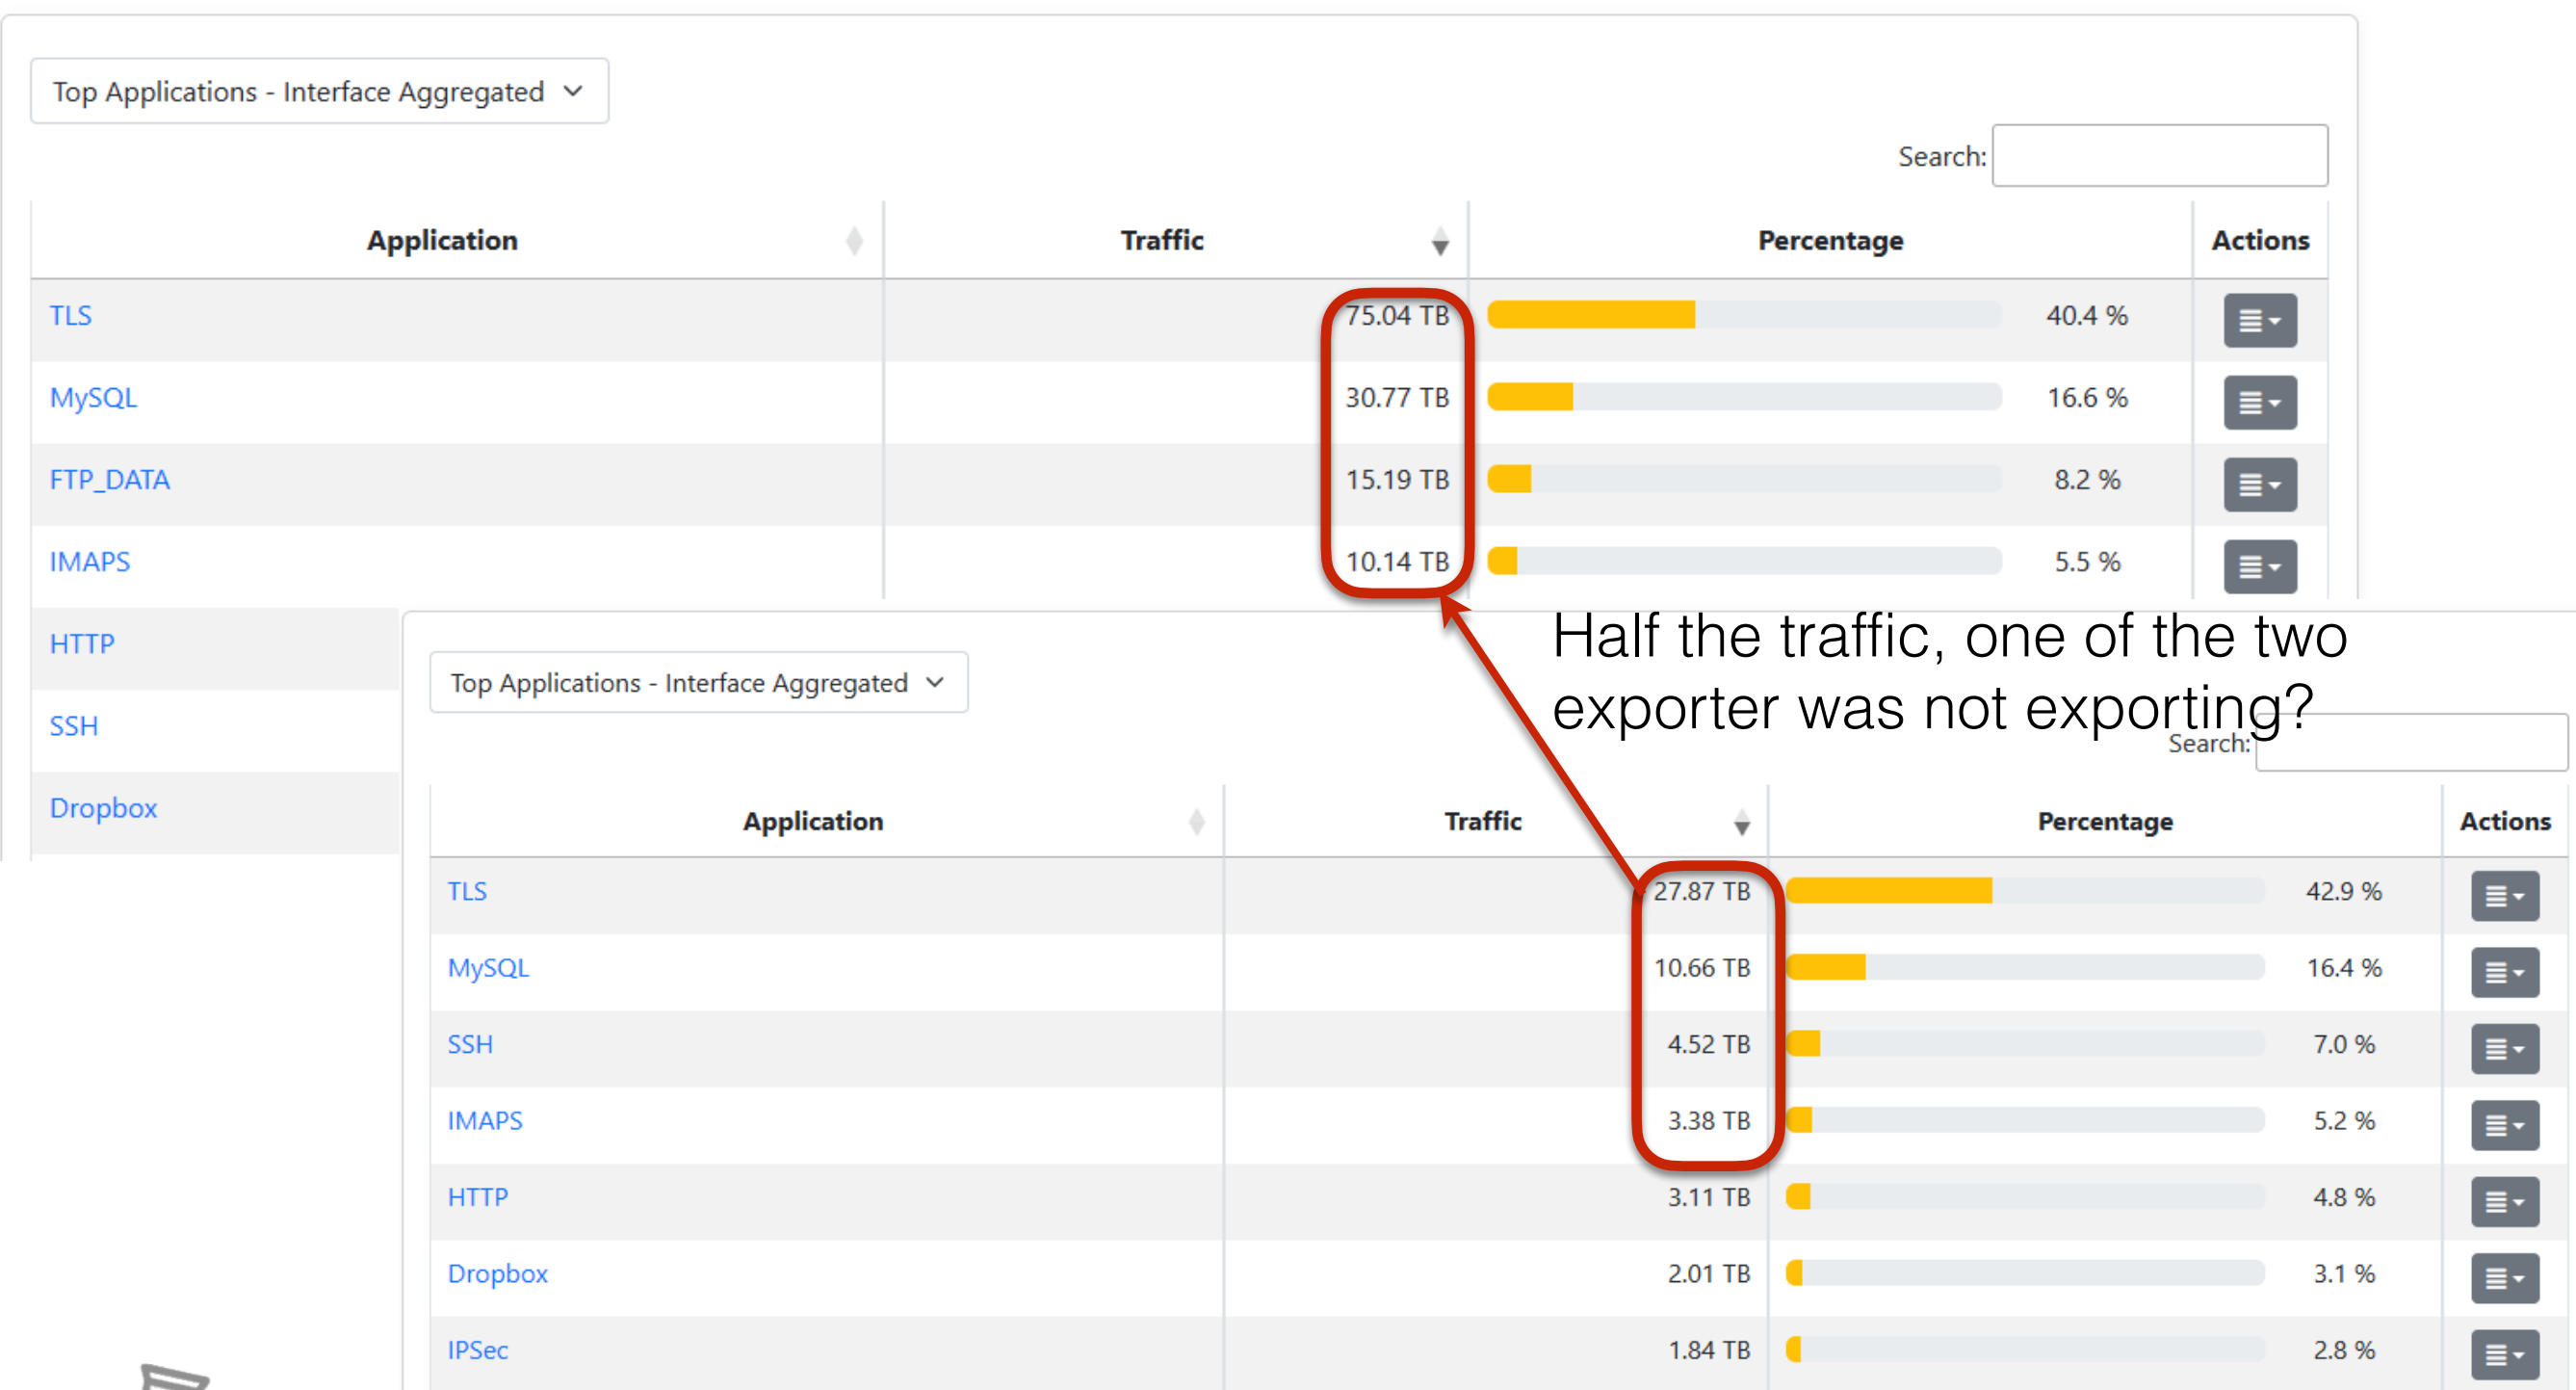 Top Applications - Interface Aggregated
Search:
Application Traffic Percentage Actions
TLS 75.04 TB 40.4 %
MySQL 30.77 TB 16.6 %
FTP_DATA 15.19 TB 8.2 %
IMAPS 10.14 TB 5.5 %
HTTP
SSH
Dropbox
Half the traffic, one of the two
exporter was not exporting?
Top Applications - Interface Aggregated
Search:
Application Traffic Percentage Actions
TLS 27.87 TB 42.9 %
MySQL 10.66 TB 16.4 %
SSH 4.52 TB 7.0 %
IMAPS 3.38 TB 5.2 %
HTTP 3.11 TB 4.8 %
Dropbox 2.01 TB 3.1 %
IPSec 1.84 TB 2.8 %